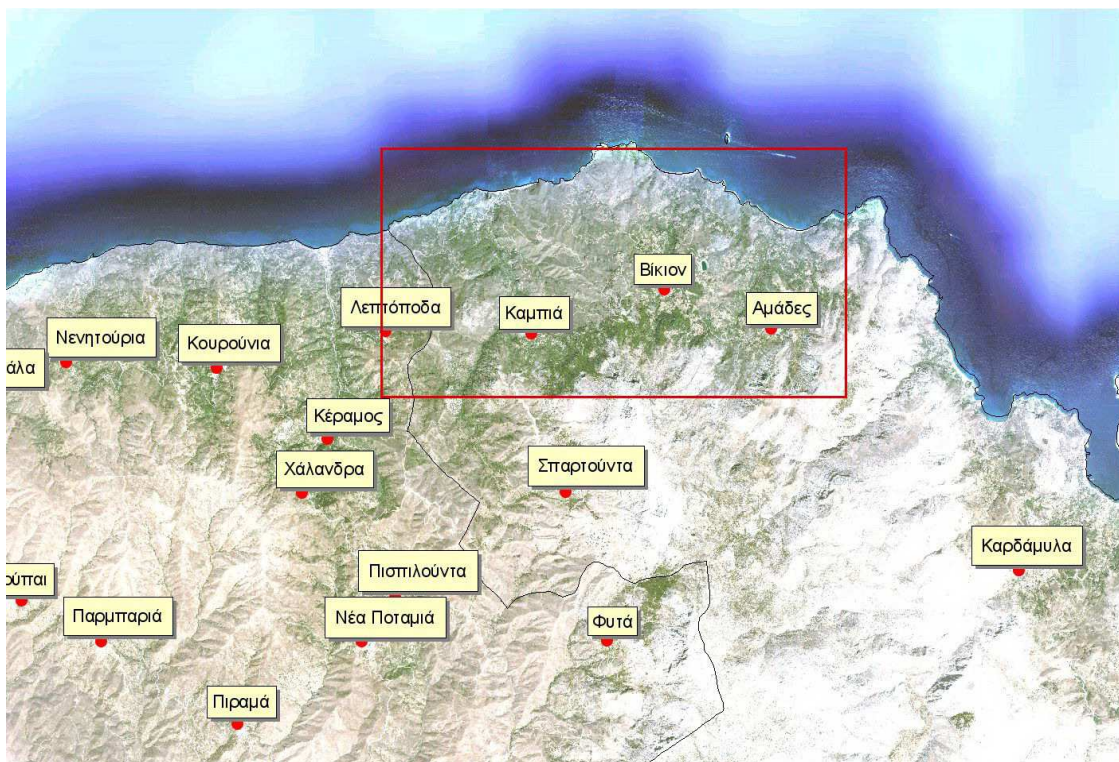 Βίκιον
Λεπτόποδα
Καμπιά
Αμάδες
Νενητούρια
Κουρούνια
άλα
Κέραμος
Χάλανδρα
Σπαρτούντα
Καρδάμυλα
Πισπιλούντα
ούπαι
Παρμπαριά
Νέα Ποταμιά
Φυτά
Πιραμά